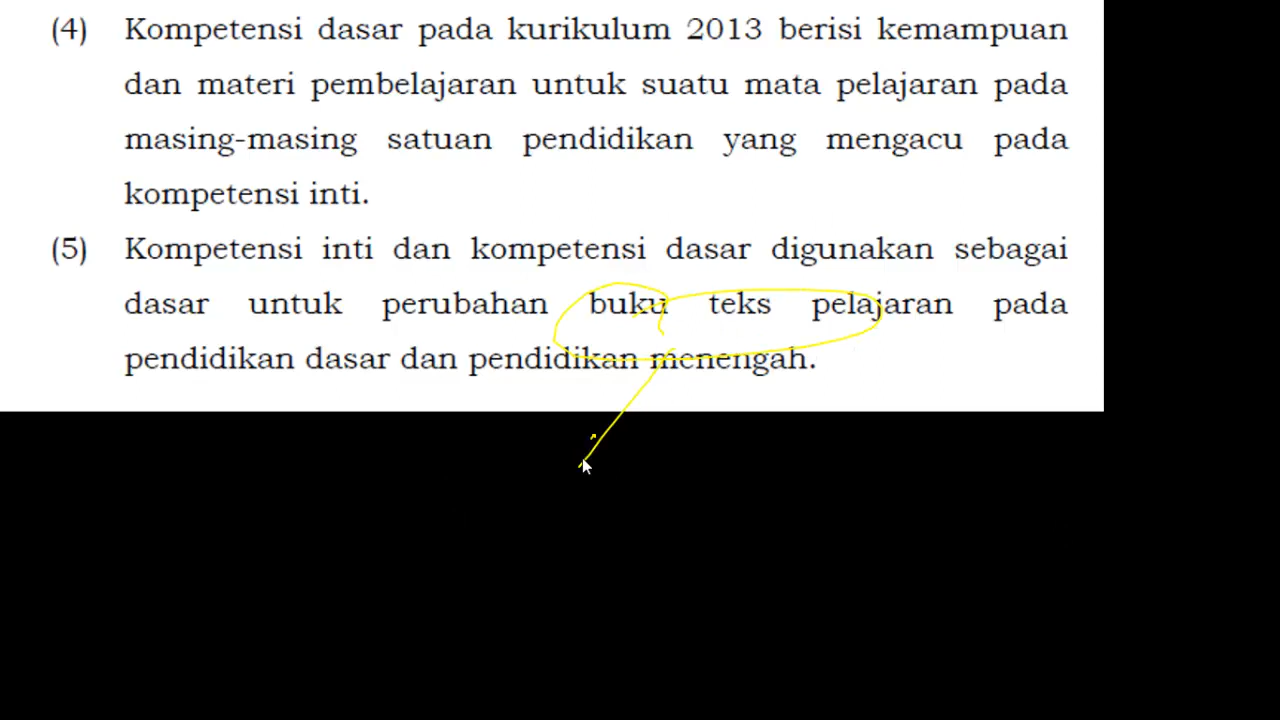 (4) Kompetensi dasar pada kurikulum 2013 berisi kemampuan
dan materi pembelajaran untuk suatu mata pelajaran pada
masing-masing satuan pendidikan yang mengacu pada
kompetensi inti.
(5) Kompetensi inti dan kompetensi dasar digunakan sebagai
dasar untuk perubahan buku teks pelajaran pada
pendidikan dasar dan pendidikan menengah.